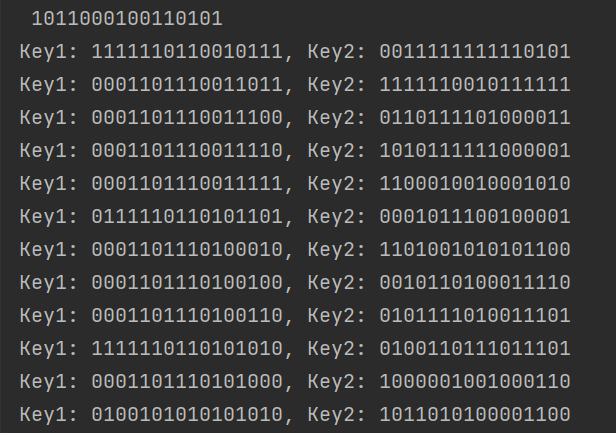 1011000100110101
Key1: 1111110110010111, Key2: 0011111111110101
Key1: 0001101110011011, Key2: 1111110010111111
Key1: 0001101110011100, Key2: 0110111101000011
Key1: 0001101110011110, Key2: 1010111111000001
Key1: 0001101110011111, Key2: 1100010010001010
Key1: 0111110110101101, Key2: 0001011100100001
Key1: 0001101110100010, Key2: 1101001010101100
Key1: 0001101110100100, Key2: 0010110100011110
Key1: 0001101110100110, Key2: 0101111010011101
Key1: 1111110110101010, Key2: 0100110111011101
Key1: 0001101110101000, Key2: 1000001001000110
Key1: 0100101010101010, Key2: 1011010100001100